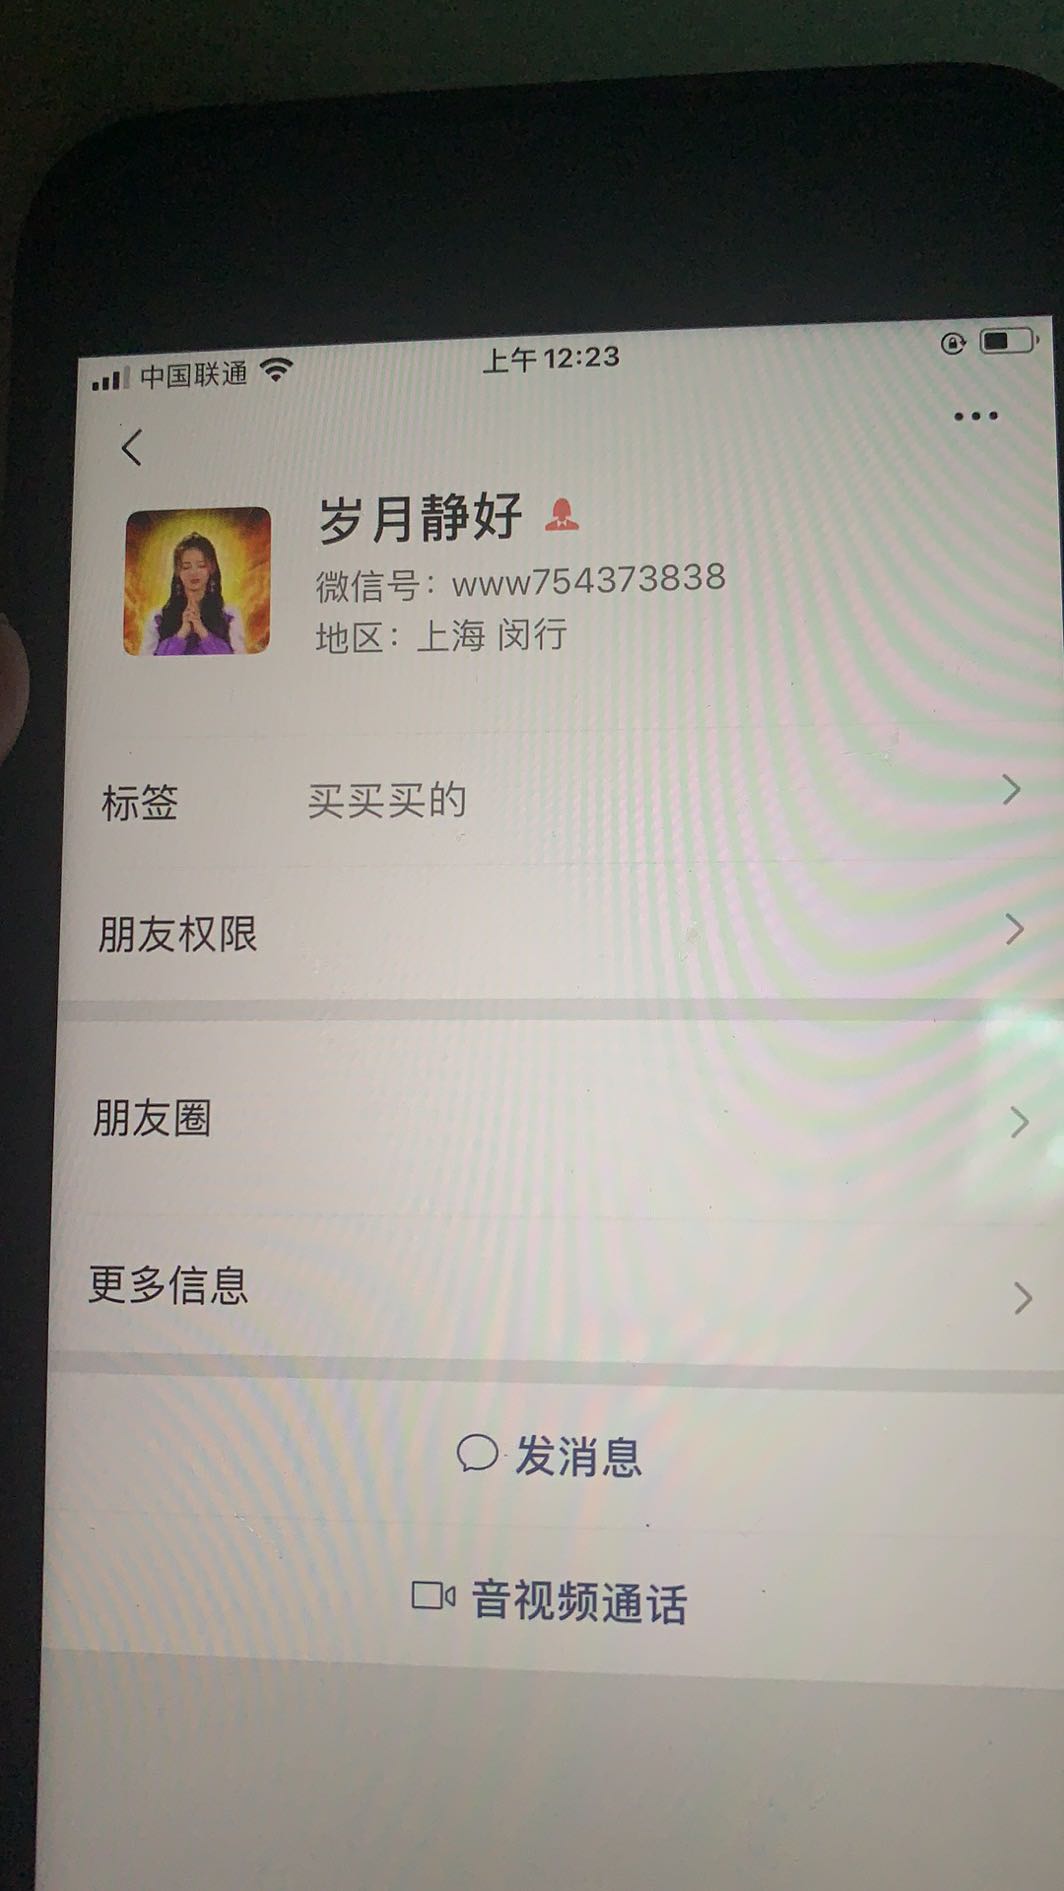 中国联通
上午12:23
岁月静好
微信号：www754373838
地区：上海 闵行
标签 买买买的
朋友权限
朋友圈
更多信息
发消息
音视频通话